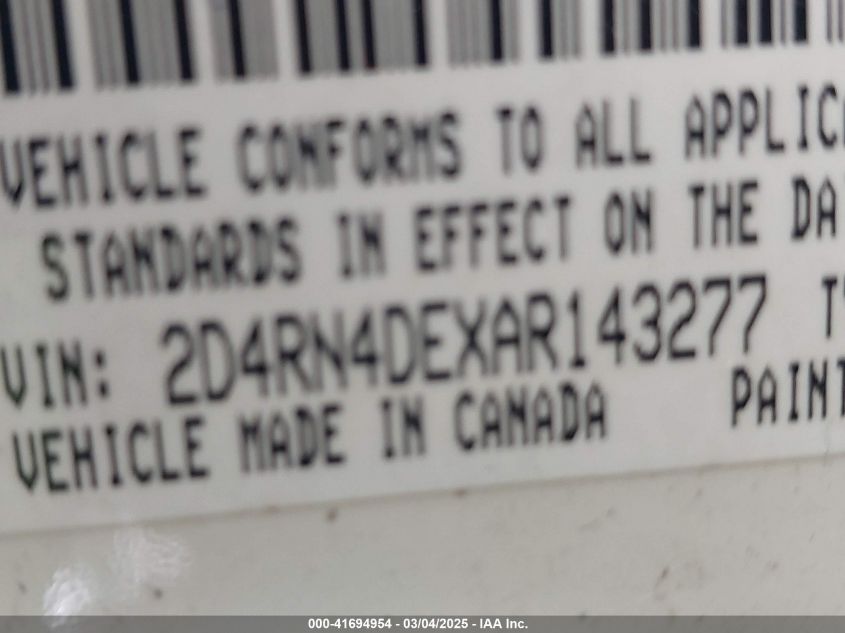 VEHICLE CONFORMS TO ALL APPLICA
STANDARDS IN EFFECT ON THE DA
VIN: 2D4RN4DEXAR143277 T
VEHICLE MADE IN CANADA PAINT
000-41694954 - 03/04/2025 - IAA Inc.